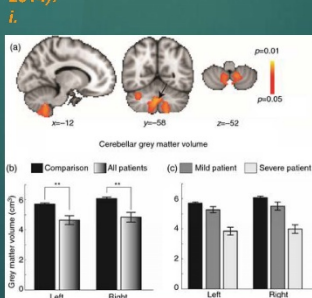 i.
(a)
p=0.01
p=0.05
x=−12
y=−58
z=−52
Cerebellar grey matter volume
(b)
Comparison
All patients
(c)
Mild patient
Severe patient
Grey matter volume (cm³)
6
4
2
0
**
**
Left
Right
6
4
2
0
Left
Right